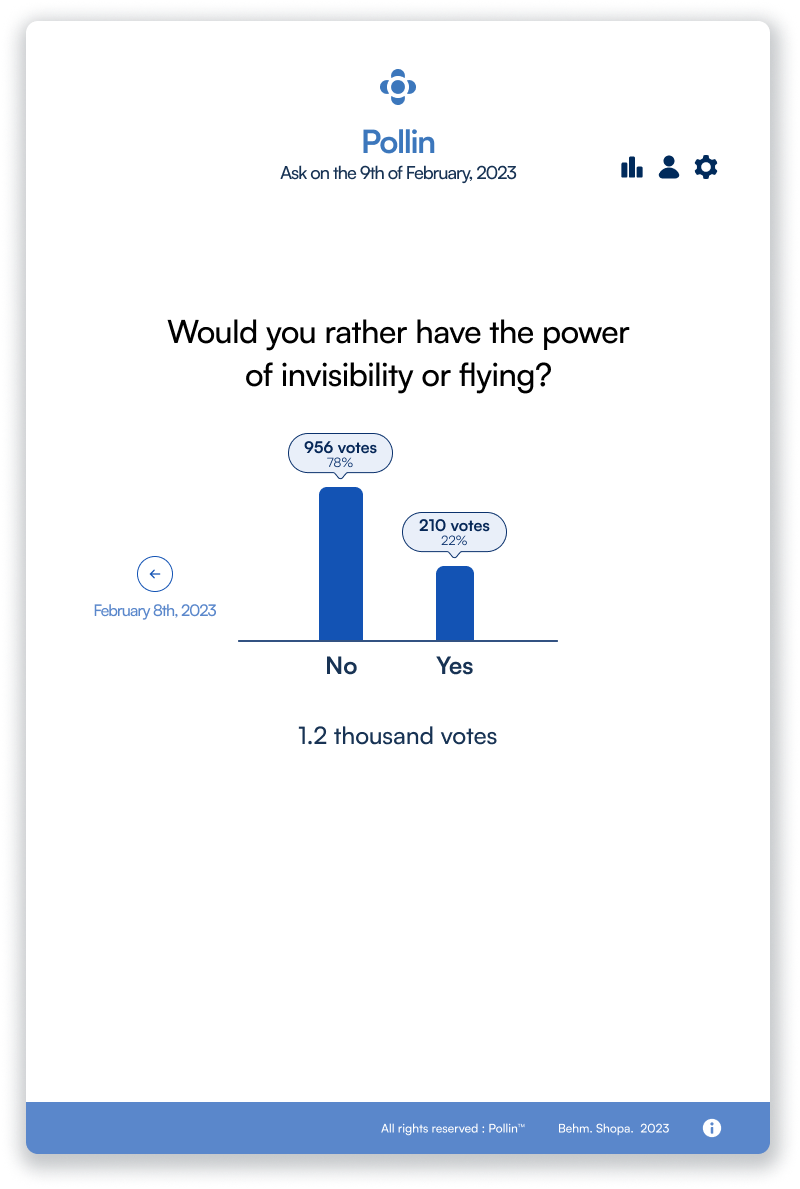 Pollin
Ask on the 9th of February, 2023
Would you rather have the power
of invisibility or flying?
956 votes
78%
210 votes
22%
February 8th, 2023
No
Yes
1.2 thousand votes
All rights reserved : Pollin™
Behm. Shopa. 2023